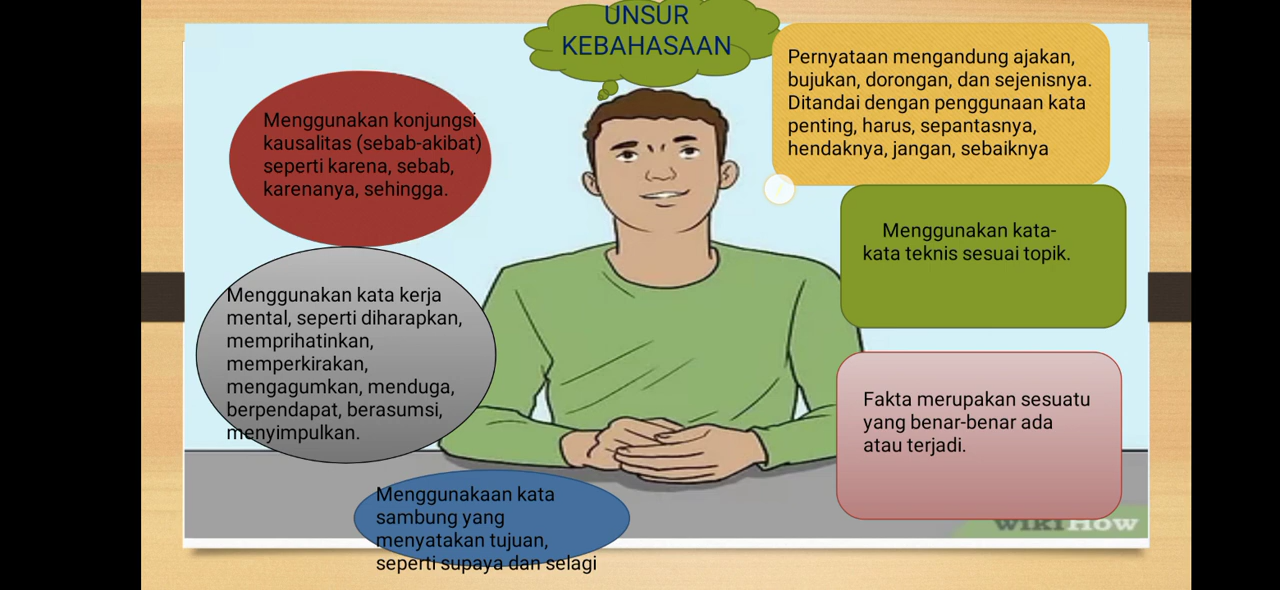 UNSUR
KEBAHASAAN
Menggunakan konjungsi
kausalitas (sebab-akibat)
seperti karena, sebab,
karenanya, sehingga.
Menggunakan kata kerja
mental, seperti diharapkan,
memprihatinkan,
memperkirakan,
mengagumkan, menduga,
berpendapat, berasumsi,
menyimpulkan.
Menggunakaan kata
sambung yang
menyatakan tujuan,
seperti supaya dan selagi
Pernyataan mengandung ajakan,
bujukan, dorongan, dan sejenisnya.
Ditandai dengan penggunaan kata
penting, harus, sepantasnya,
hendaknya, jangan, sebaiknya
Menggunakan kata-
kata teknis sesuai topik.
Fakta merupakan sesuatu
yang benar-benar ada
atau terjadi.
wikiHow